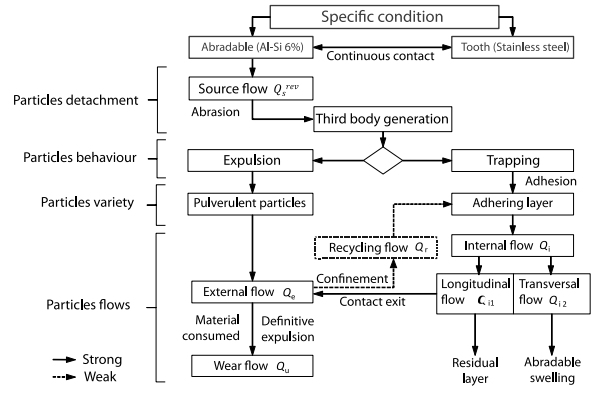 Specific condition
Abradable (Al-Si 6%)
Tooth (Stainless steel)
Continuous contact
Particles detachment
Source flow Q_s^rev
Abrasion
Third body generation
Particles behaviour
Expulsion
Trapping
Adhesion
Particles variety
Pulverulent particles
Adhering layer
Recycling flow Q_r
Internal flow Q_i
Particles flows
Confinement
External flow Q_e
Contact exit
Longitudinal
flow C_i1
Transversal
flow Q_i2
Material
consumed
Definitive
expulsion
Wear flow Q_u
Residual
layer
Abradable
swelling
Strong
Weak